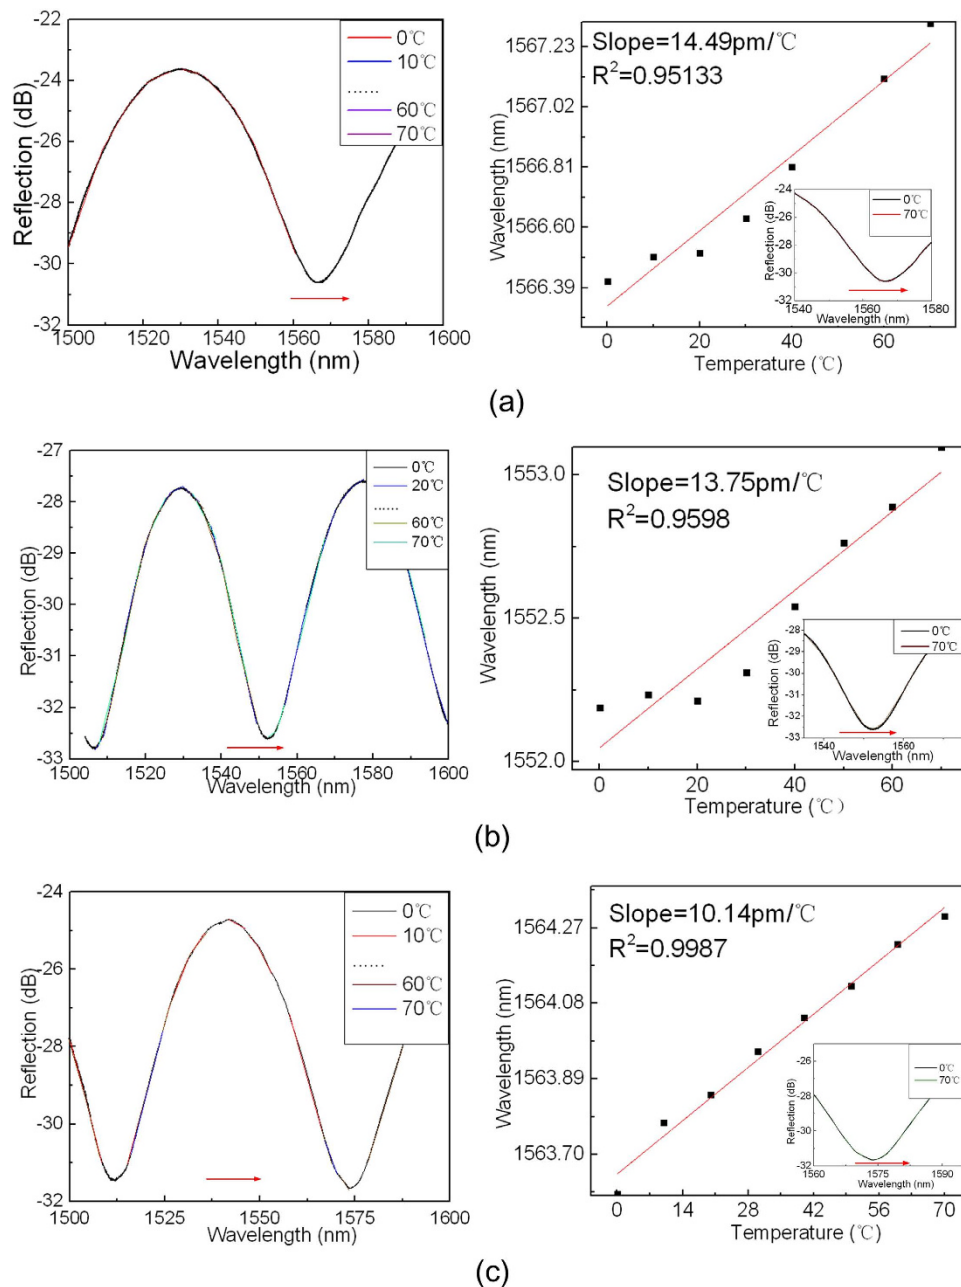 -22
-24
-26
-28
-30
-32
Reflection (dB)
0℃
10℃
......
60℃
70℃
1500 1520 1540 1560 1580 1600
Wavelength (nm)
Slope=14.49pm/℃
R²=0.95133
1567.23
1567.02
1566.81
1566.60
1566.39
Wavelength (nm)
-24
-26
-28
-30
-32
Reflection (dB)
0℃
70℃
1540 1560 1580
Wavelength (nm)
0 20 40 60
Temperature (℃)
(a)
-27
-28
-29
-30
-31
-32
-33
Reflection (dB)
0℃
20℃
......
60℃
70℃
1500 1520 1540 1560 1580 1600
Wavelength (nm)
Slope=13.75pm/℃
R²=0.9598
1553.0
1552.5
1552.0
Wavelength (nm)
-28
-29
-30
-31
-32
-33
Reflection (dB)
0℃
70℃
1540 1560
Wavelength (nm)
0 20 40 60
Temperature (℃)
(b)
-24
-26
-28
-30
-32
Reflection (dB)
0℃
10℃
......
60℃
70℃
1500 1525 1550 1575 1600
Wavelength (nm)
Slope=10.14pm/℃
R²=0.9987
1564.27
1564.08
1563.89
1563.70
Wavelength (nm)
-26
-28
-30
-32
Reflection (dB)
0℃
70℃
1560 1575 1590
Wavelength (nm)
0 14 28 42 56 70
Temperature (℃)
(c)